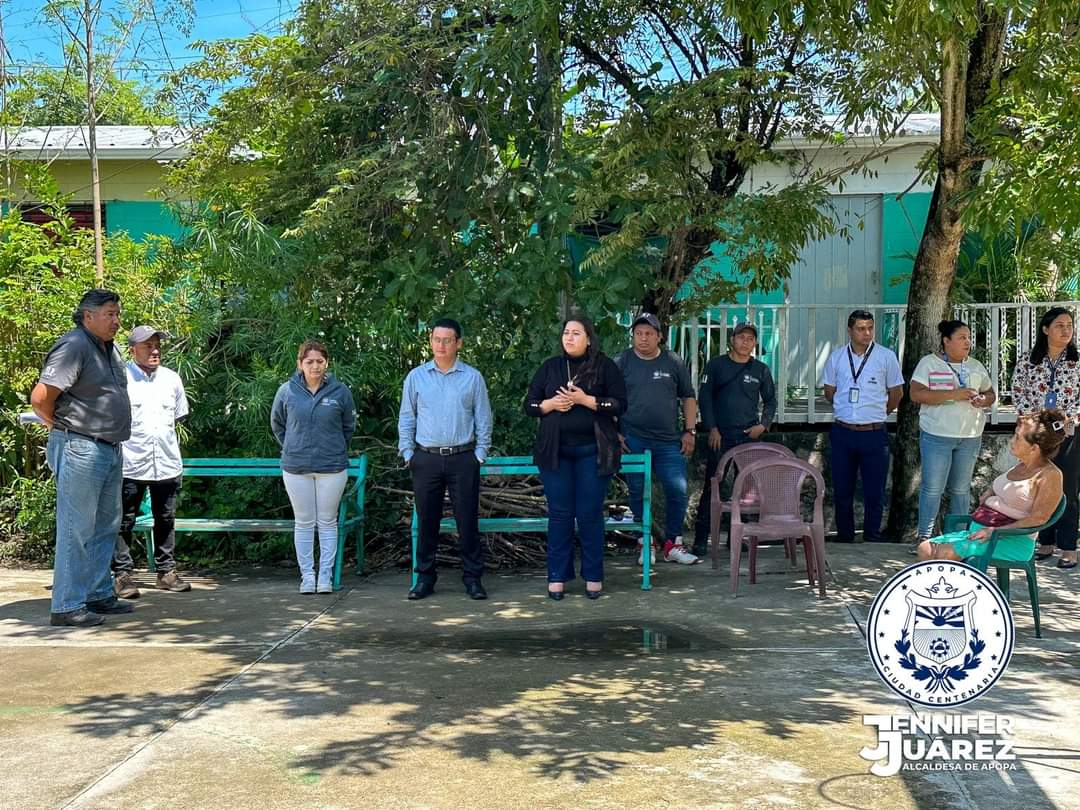 APOPA
CIUDAD CENTENARIA
JENNIFER
JUÁREZ
ALCALDESA DE APOPA